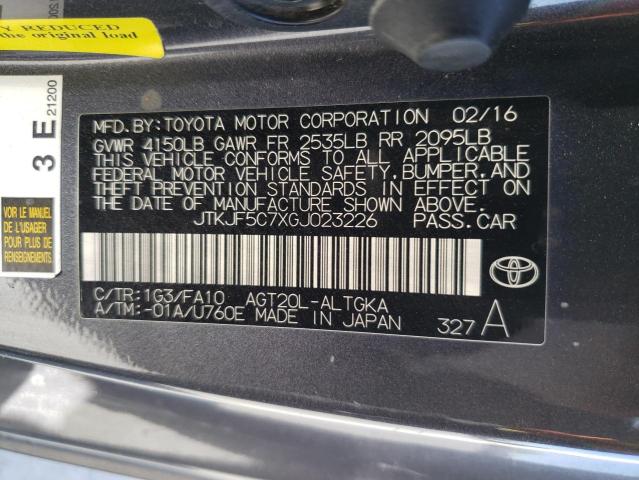 Y REDUCED
the original load
3 E
21200
VOIR LE MANUEL
DE L'USAGER
POUR PLUS DE
RENSEIGNEMENTS
MFD. BY: TOYOTA MOTOR CORPORATION 02/16
GVWR 4150LB GAWR FR 2535LB RR 2095LB
THIS VEHICLE CONFORMS TO ALL APPLICABLE
FEDERAL MOTOR VEHICLE SAFETY, BUMPER, AND
THEFT PREVENTION STANDARDS IN EFFECT ON
THE DATE OF MANUFACTURE SHOWN ABOVE.
JTKJF5C7XGJ023226 PASS. CAR
C/TR: 1G3/FA10 AGT20L-ALTGKA
A/TM: -01A/U760E MADE IN JAPAN 327 A